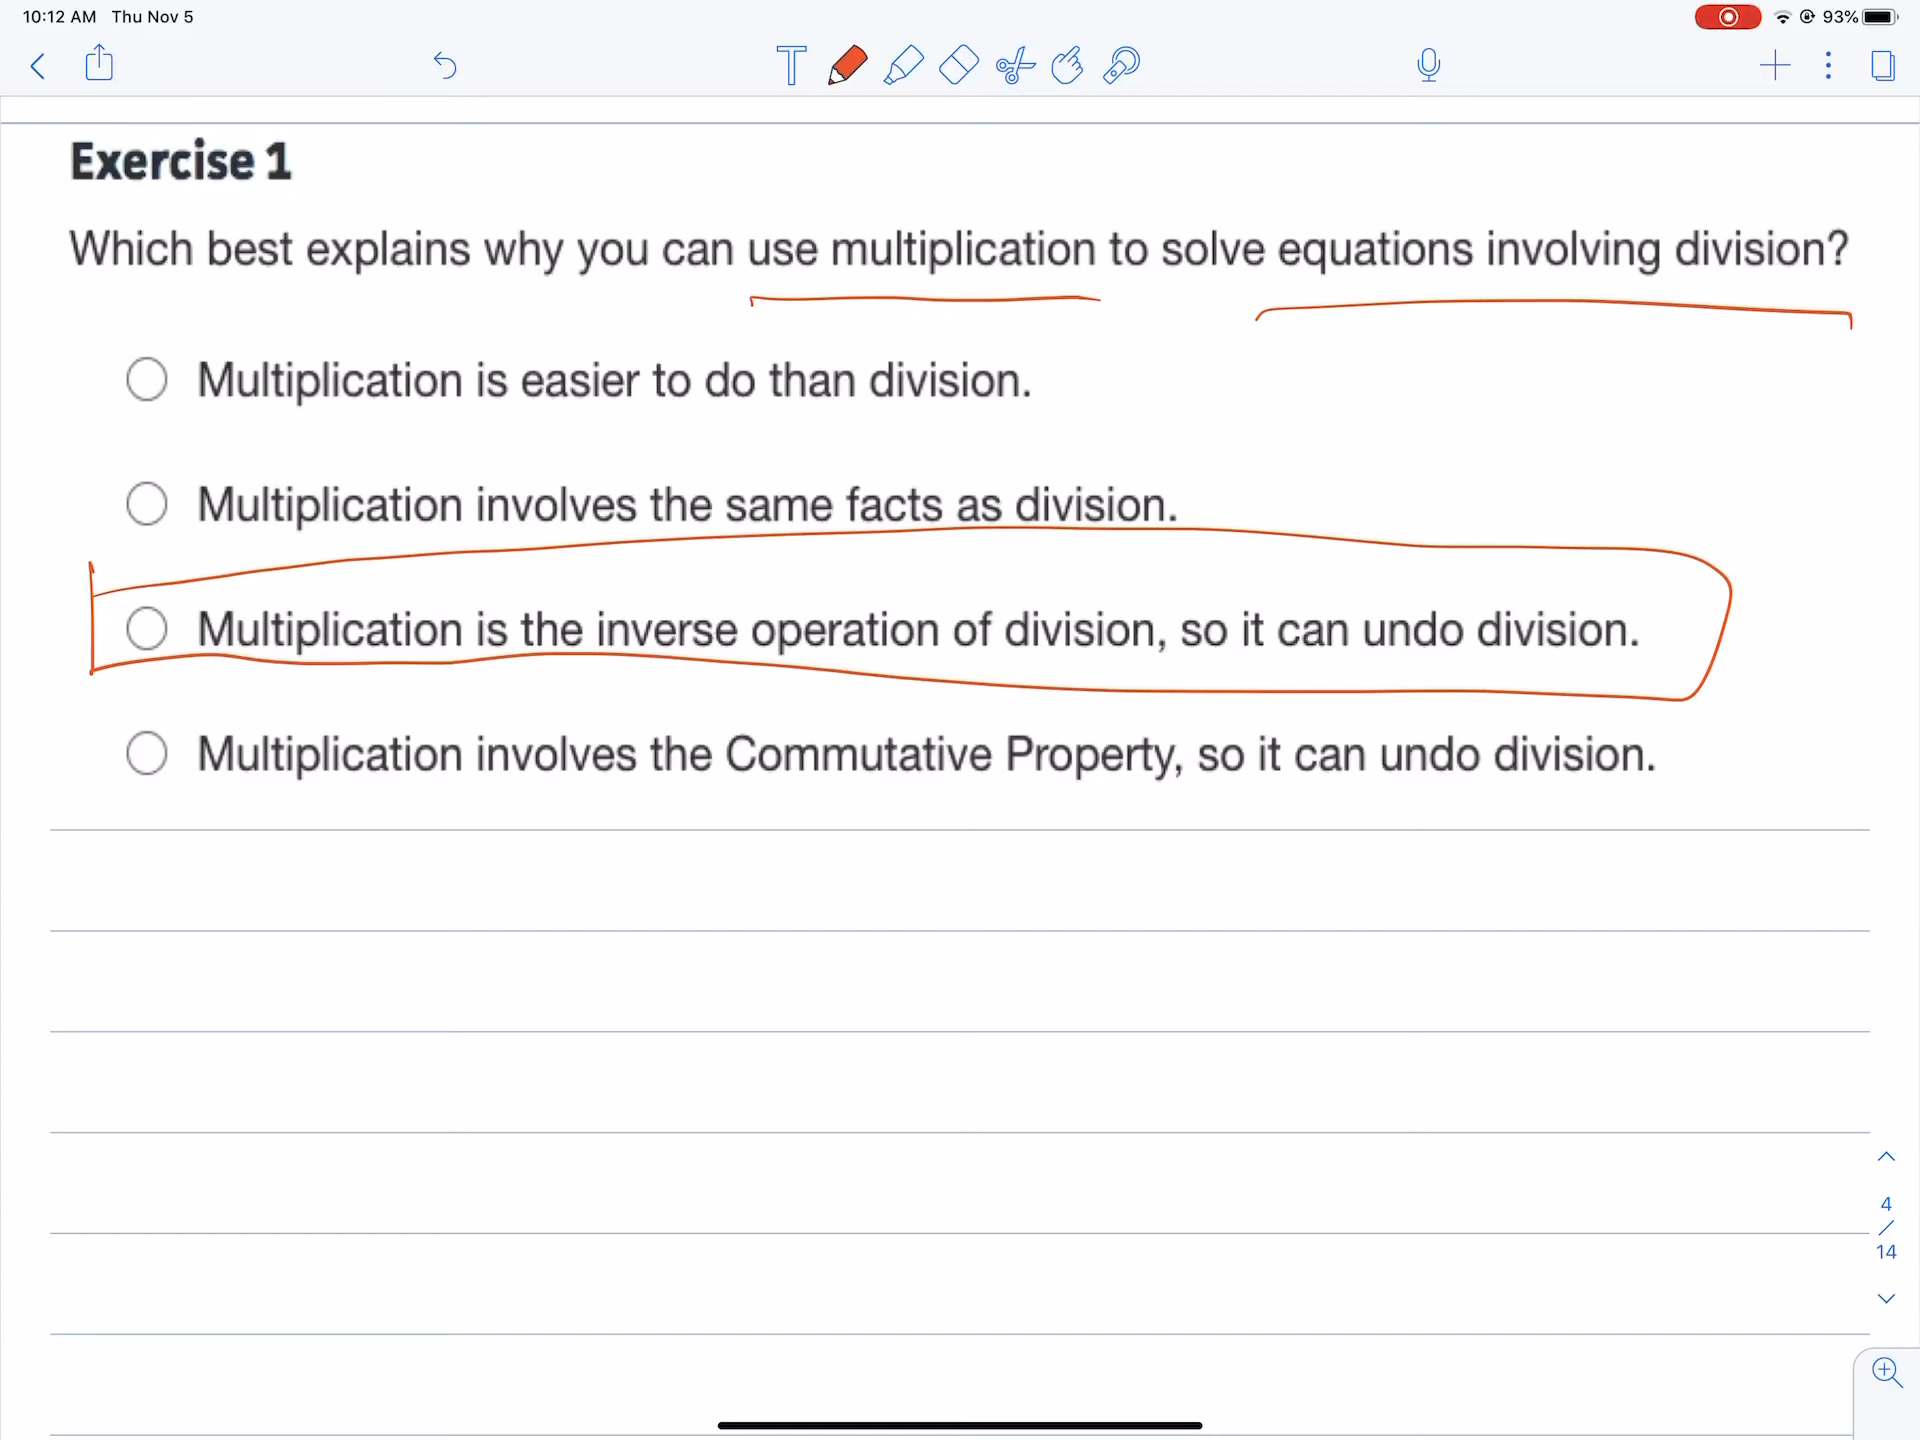 10:12 AM Thu Nov 5
93%
T
Exercise 1
Which best explains why you can use multiplication to solve equations involving division?
Multiplication is easier to do than division.
Multiplication involves the same facts as division.
Multiplication is the inverse operation of division, so it can undo division.
Multiplication involves the Commutative Property, so it can undo division.
4
/
14